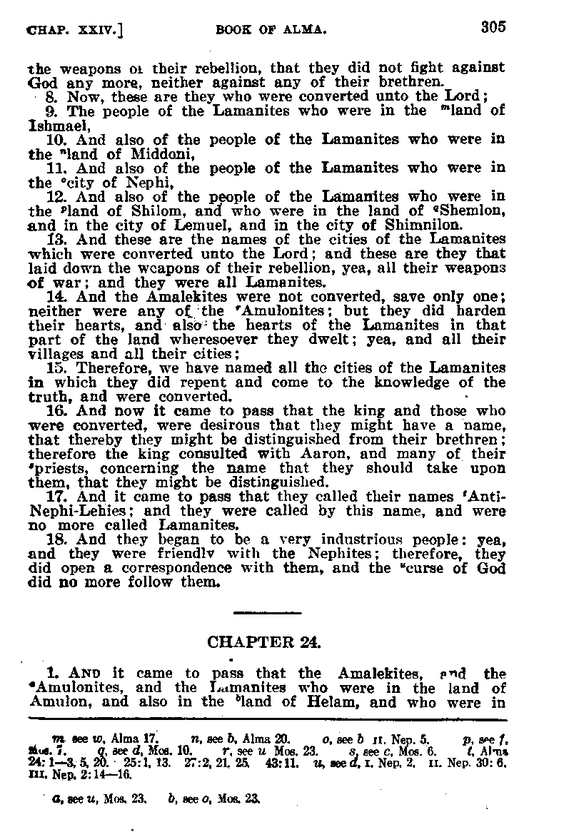 CHAP. XXIV.] BOOK OF ALMA. 305
the weapons of their rebellion, that they did not fight against
God any more, neither against any of their brethren.
8. Now, these are they who were converted unto the Lord;
9. The people of the Lamanites who were in the ᵐland of
Ishmael,
10. And also of the people of the Lamanites who were in
the ⁿland of Middoni,
11. And also of the people of the Lamanites who were in
the ᵒcity of Nephi,
12. And also of the people of the Lamanites who were in
the ᵖland of Shilom, and who were in the land of qShemlon,
and in the city of Lemuel, and in the city of Shimnilon.
13. And these are the names of the cities of the Lamanites
which were converted unto the Lord; and these are they that
laid down the weapons of their rebellion, yea, all their weapons
of war; and they were all Lamanites.
14. And the Amalekites were not converted, save only one;
neither were any of the ʳAmulonites; but they did harden
their hearts, and also the hearts of the Lamanites in that
part of the land wheresoever they dwelt; yea, and all their
villages and all their cities;
15. Therefore, we have named all the cities of the Lamanites
in which they did repent and come to the knowledge of the
truth, and were converted.
16. And now it came to pass that the king and those who
were converted, were desirous that they might have a name,
that thereby they might be distinguished from their brethren;
therefore the king consulted with Aaron, and many of their
ˢpriests, concerning the name that they should take upon
them, that they might be distinguished.
17. And it came to pass that they called their names ᵗAnti-
Nephi-Lehies; and they were called by this name, and were
no more called Lamanites.
18. And they began to be a very industrious people: yea,
and they were friendly with the Nephites; therefore, they
did open a correspondence with them, and the ᵘcurse of God
did no more follow them.
CHAPTER 24.
1. AND it came to pass that the Amalekites, and the
ᵃAmulonites, and the Lamanites who were in the land of
Amulon, and also in the ᵇland of Helam, and who were in
m, see w, Alma 17. n, see b, Alma 20. o, see b II. Nep. 5. p, see f,
Mos. 7. q, see d, Mos. 10. r, see u Mos. 23. s, see c, Mos. 6. t, Alma
24: 1—3, 5, 20. 25: 1, 13. 27: 2, 21, 25. 43: 11. u, see d, I. Nep. 2. II. Nep. 30: 6.
III. Nep. 2: 14—16.
a, see u, Mos. 23. b, see o, Mos. 23.